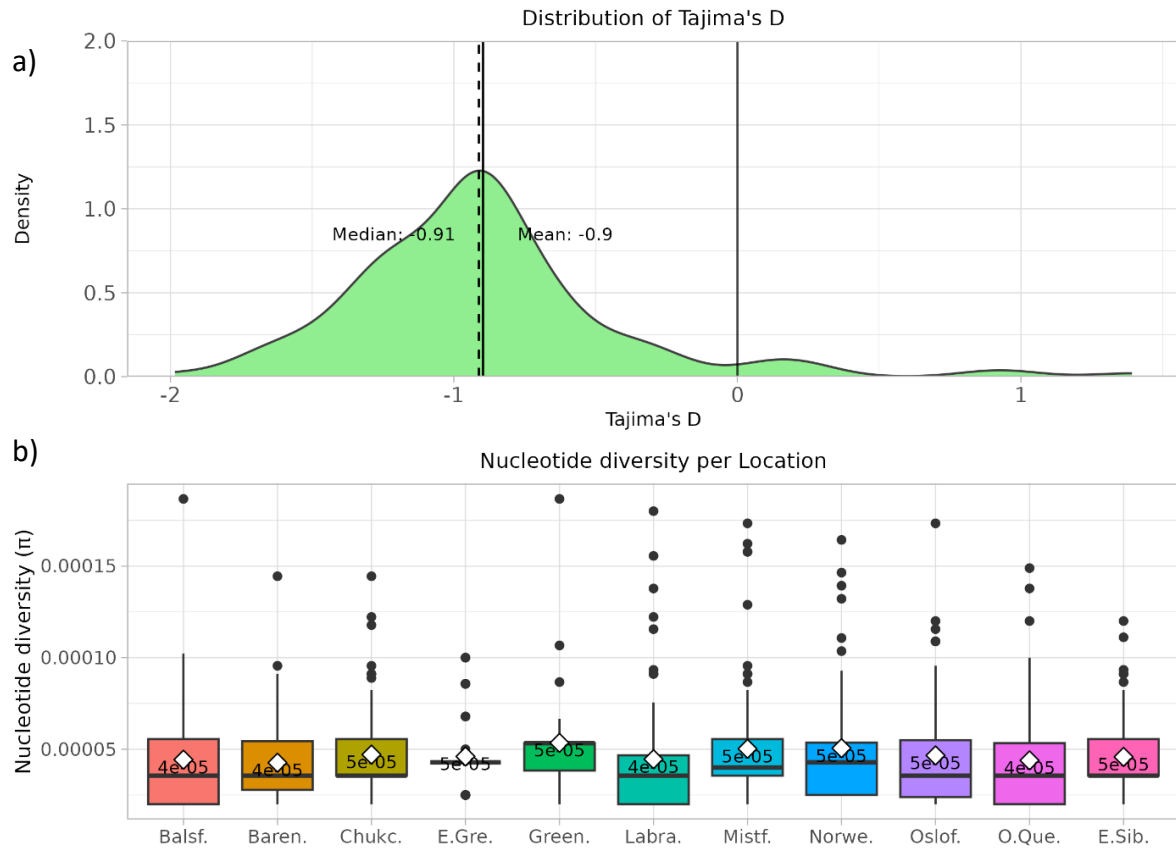 Distribution of Tajima's D
a)
2.0
1.5
1.0
0.5
0.0
Density
Median: -0.91
Mean: -0.9
-2 -1 0 1
Tajima's D
b)
Nucleotide diversity per Location
Nucleotide diversity (π)
0.00015
0.00010
0.00005
4e-05 4e-05 5e-05 5e-05 5e-05 4e-05 5e-05 5e-05 5e-05 4e-05 5e-05
Balsf. Baren. Chukc. E.Gre. Green. Labra. Mistf. Norwe. Oslof. O.Que. E.Sib.